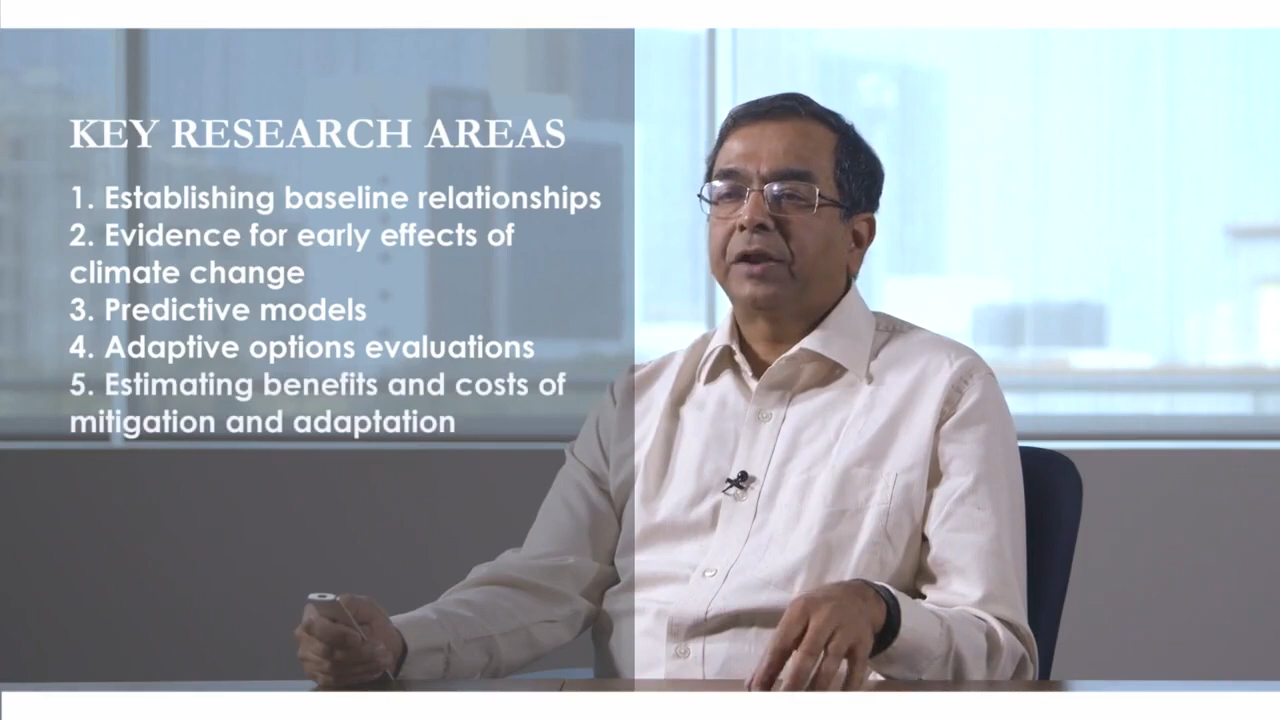 KEY RESEARCH AREAS
1. Establishing baseline relationships
2. Evidence for early effects of
climate change
3. Predictive models
4. Adaptive options evaluations
5. Estimating benefits and costs of
mitigation and adaptation